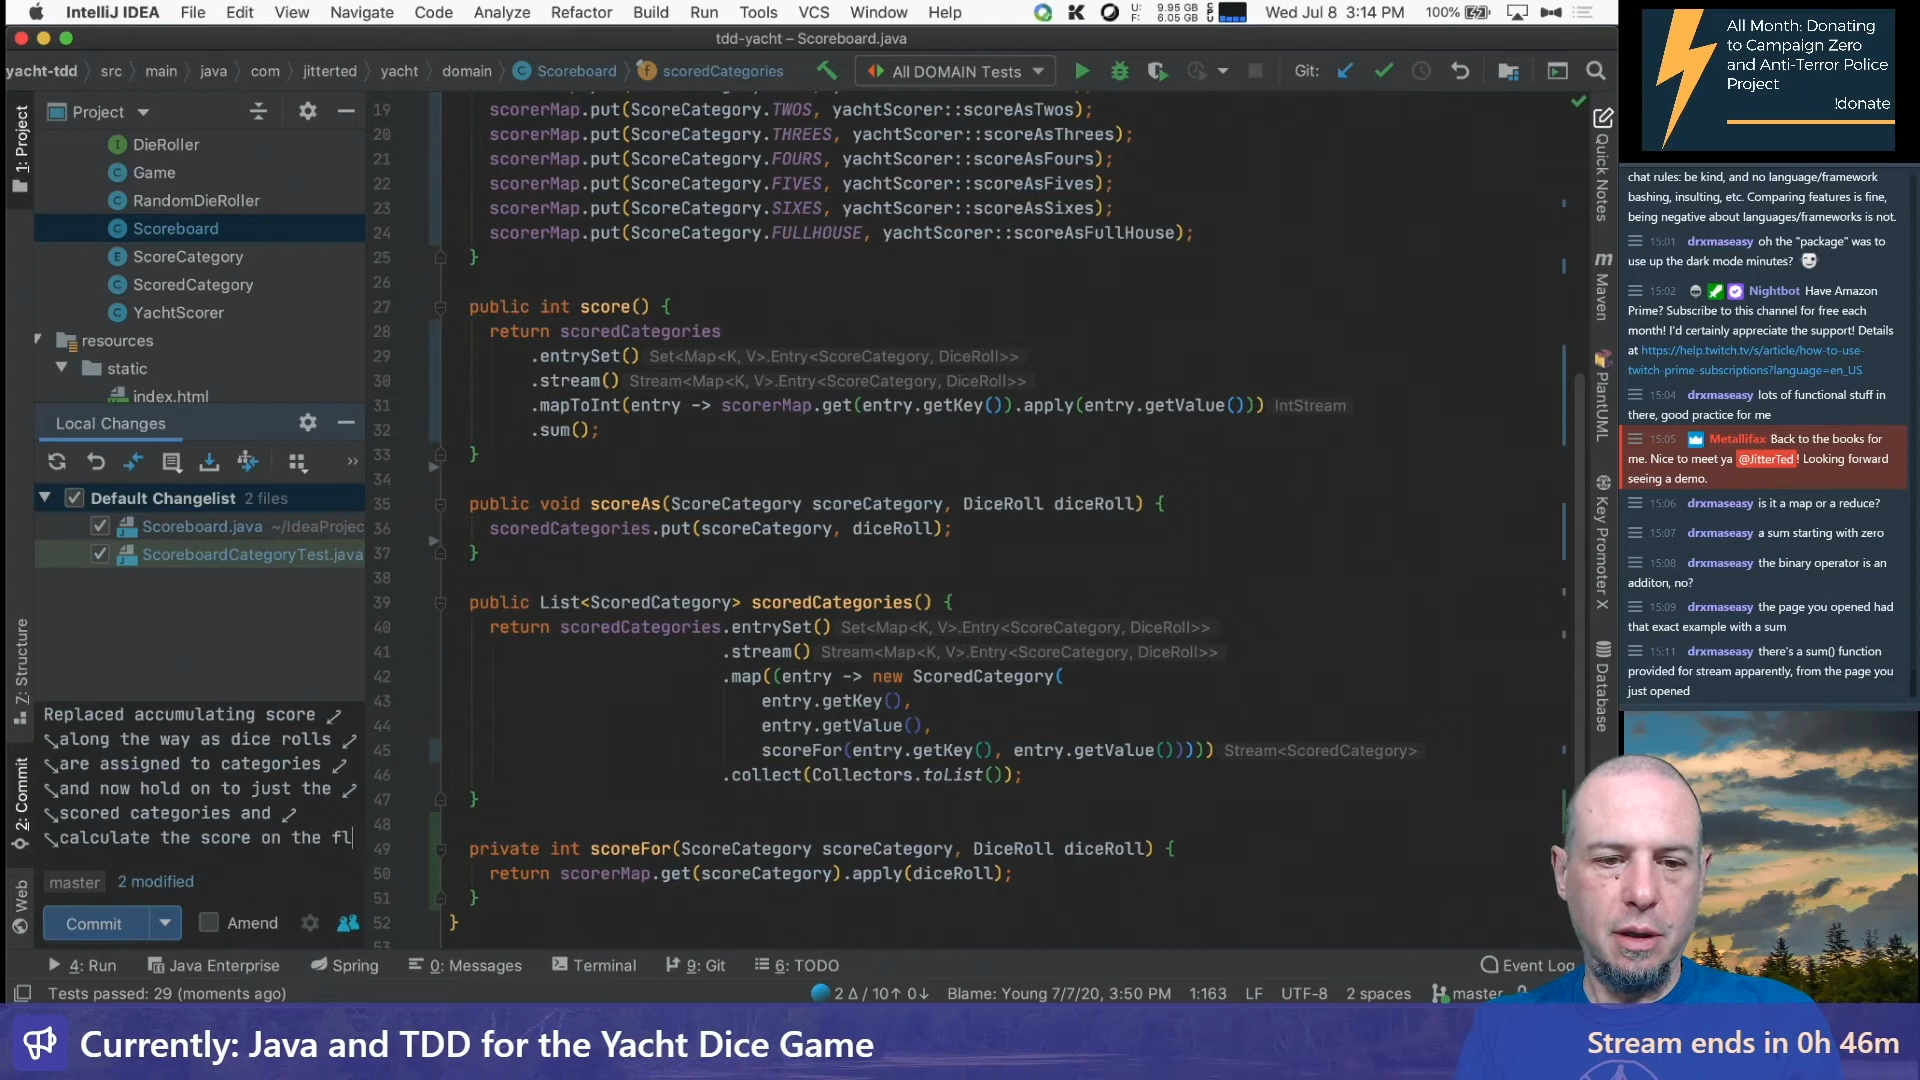 IntelliJ IDEA File Edit View Navigate Code Analyze Refactor Build Run Tools VCS Window Help
U: 9.95 GB
F: 6.05 GB
Wed Jul 8 3:14 PM 100%
tdd-yacht – Scoreboard.java
yacht-tdd src main java com jitterted yacht domain Scoreboard scoredCategories
All DOMAIN Tests
Git:
1: Project
Project
DieRoller
Game
RandomDieRoller
Scoreboard
ScoreCategory
ScoredCategory
YachtScorer
resources
static
index.html
Local Changes
Default Changelist 2 files
Scoreboard.java ~/IdeaProjec
ScoreboardCategoryTest.java
Replaced accumulating score
along the way as dice rolls
are assigned to categories
and now hold on to just the
scored categories and
calculate the score on the fl
master 2 modified
Commit Amend
7: Structure
2: Commit
Web
19 scorerMap.put(ScoreCategory.TWOS, yachtScorer::scoreAsTwos);
20 scorerMap.put(ScoreCategory.THREES, yachtScorer::scoreAsThrees);
21 scorerMap.put(ScoreCategory.FOURS, yachtScorer::scoreAsFours);
22 scorerMap.put(ScoreCategory.FIVES, yachtScorer::scoreAsFives);
23 scorerMap.put(ScoreCategory.SIXES, yachtScorer::scoreAsSixes);
24 scorerMap.put(ScoreCategory.FULLHOUSE, yachtScorer::scoreAsFullHouse);
25 }
26
27 public int score() {
28 return scoredCategories
29 .entrySet() Set<Map<K, V>.Entry<ScoreCategory, DiceRoll>>
30 .stream() Stream<Map<K, V>.Entry<ScoreCategory, DiceRoll>>
31 .mapToInt(entry -> scorerMap.get(entry.getKey()).apply(entry.getValue())) IntStream
32 .sum();
33 }
34
35 public void scoreAs(ScoreCategory scoreCategory, DiceRoll diceRoll) {
36 scoredCategories.put(scoreCategory, diceRoll);
37 }
38
39 public List<ScoredCategory> scoredCategories() {
40 return scoredCategories.entrySet() Set<Map<K, V>.Entry<ScoreCategory, DiceRoll>>
41 .stream() Stream<Map<K, V>.Entry<ScoreCategory, DiceRoll>>
42 .map((entry -> new ScoredCategory(
43 entry.getKey(),
44 entry.getValue(),
45 scoreFor(entry.getKey(), entry.getValue())))) Stream<ScoredCategory>
46 .collect(Collectors.toList());
47 }
48
49 private int scoreFor(ScoreCategory scoreCategory, DiceRoll diceRoll) {
50 return scorerMap.get(scoreCategory).apply(diceRoll);
51 }
52 }
53
Quick Notes
Maven
PlantUML
Key Promoter X
Database
4: Run Java Enterprise Spring 0: Messages Terminal 9: Git 6: TODO Event Log
Tests passed: 29 (moments ago)
2 Δ / 10↑ 0↓ Blame: Young 7/7/20, 3:50 PM 1:163 LF UTF-8 2 spaces master
All Month: Donating
to Campaign Zero
and Anti-Terror Police
Project
!donate
chat rules: be kind, and no language/framework
bashing, insulting, etc. Comparing features is fine,
being negative about languages/frameworks is not.
15:01 drxmaseasy oh the "package" was to
use up the dark mode minutes?
15:02 Nightbot Have Amazon
Prime? Subscribe to this channel for free each
month! I'd certainly appreciate the support! Details
at https://help.twitch.tv/s/article/how-to-use-
twitch-prime-subscriptions?language=en_US
15:04 drxmaseasy lots of functional stuff in
there, good practice for me
15:05 Metallifax Back to the books for
me. Nice to meet ya @JitterTed! Looking forward
seeing a demo.
15:06 drxmaseasy is it a map or a reduce?
15:07 drxmaseasy a sum starting with zero
15:08 drxmaseasy the binary operator is an
additon, no?
15:09 drxmaseasy the page you opened had
that exact example with a sum
15:11 drxmaseasy there's a sum() function
provided for stream apparently, from the page you
just opened
Currently: Java and TDD for the Yacht Dice Game
Stream ends in 0h 46m